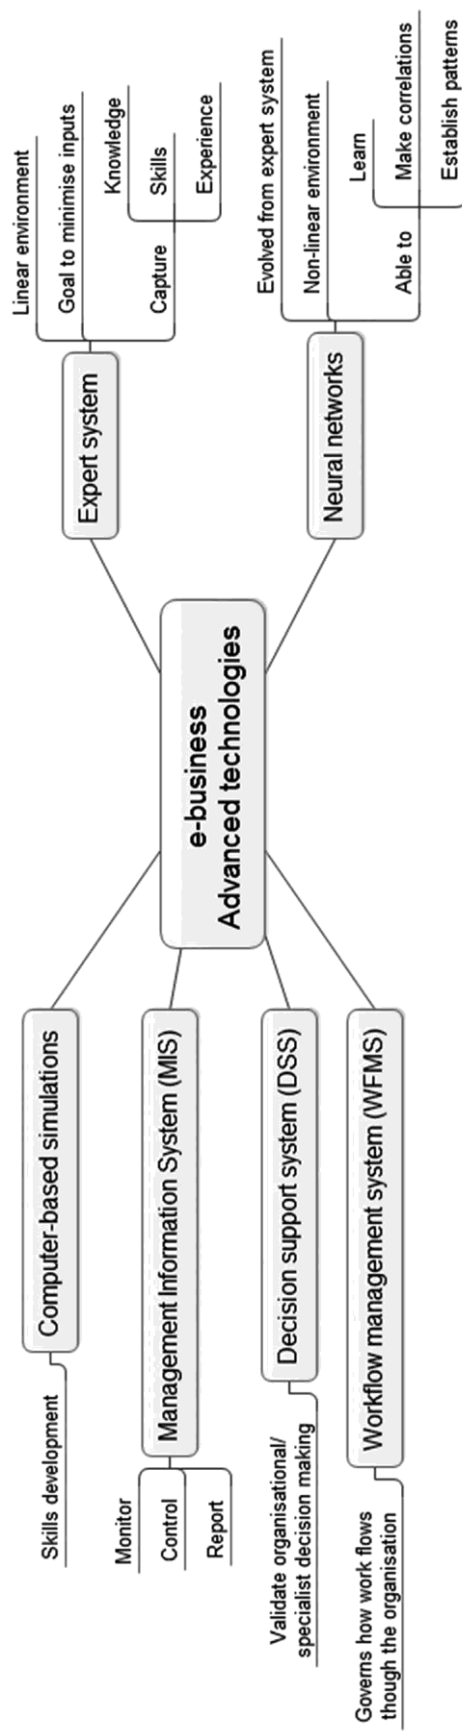 e-business
Advanced technologies
Computer-based simulations
Skills development
Management Information System (MIS)
Monitor
Control
Report
Decision support system (DSS)
Validate organisational/
specialist decision making
Workflow management system (WFMS)
Governs how work flows
though the organisation
Expert system
Linear environment
Goal to minimise inputs
Capture
Knowledge
Skills
Experience
Neural networks
Evolved from expert system
Non-linear environment
Able to
Learn
Make correlations
Establish patterns